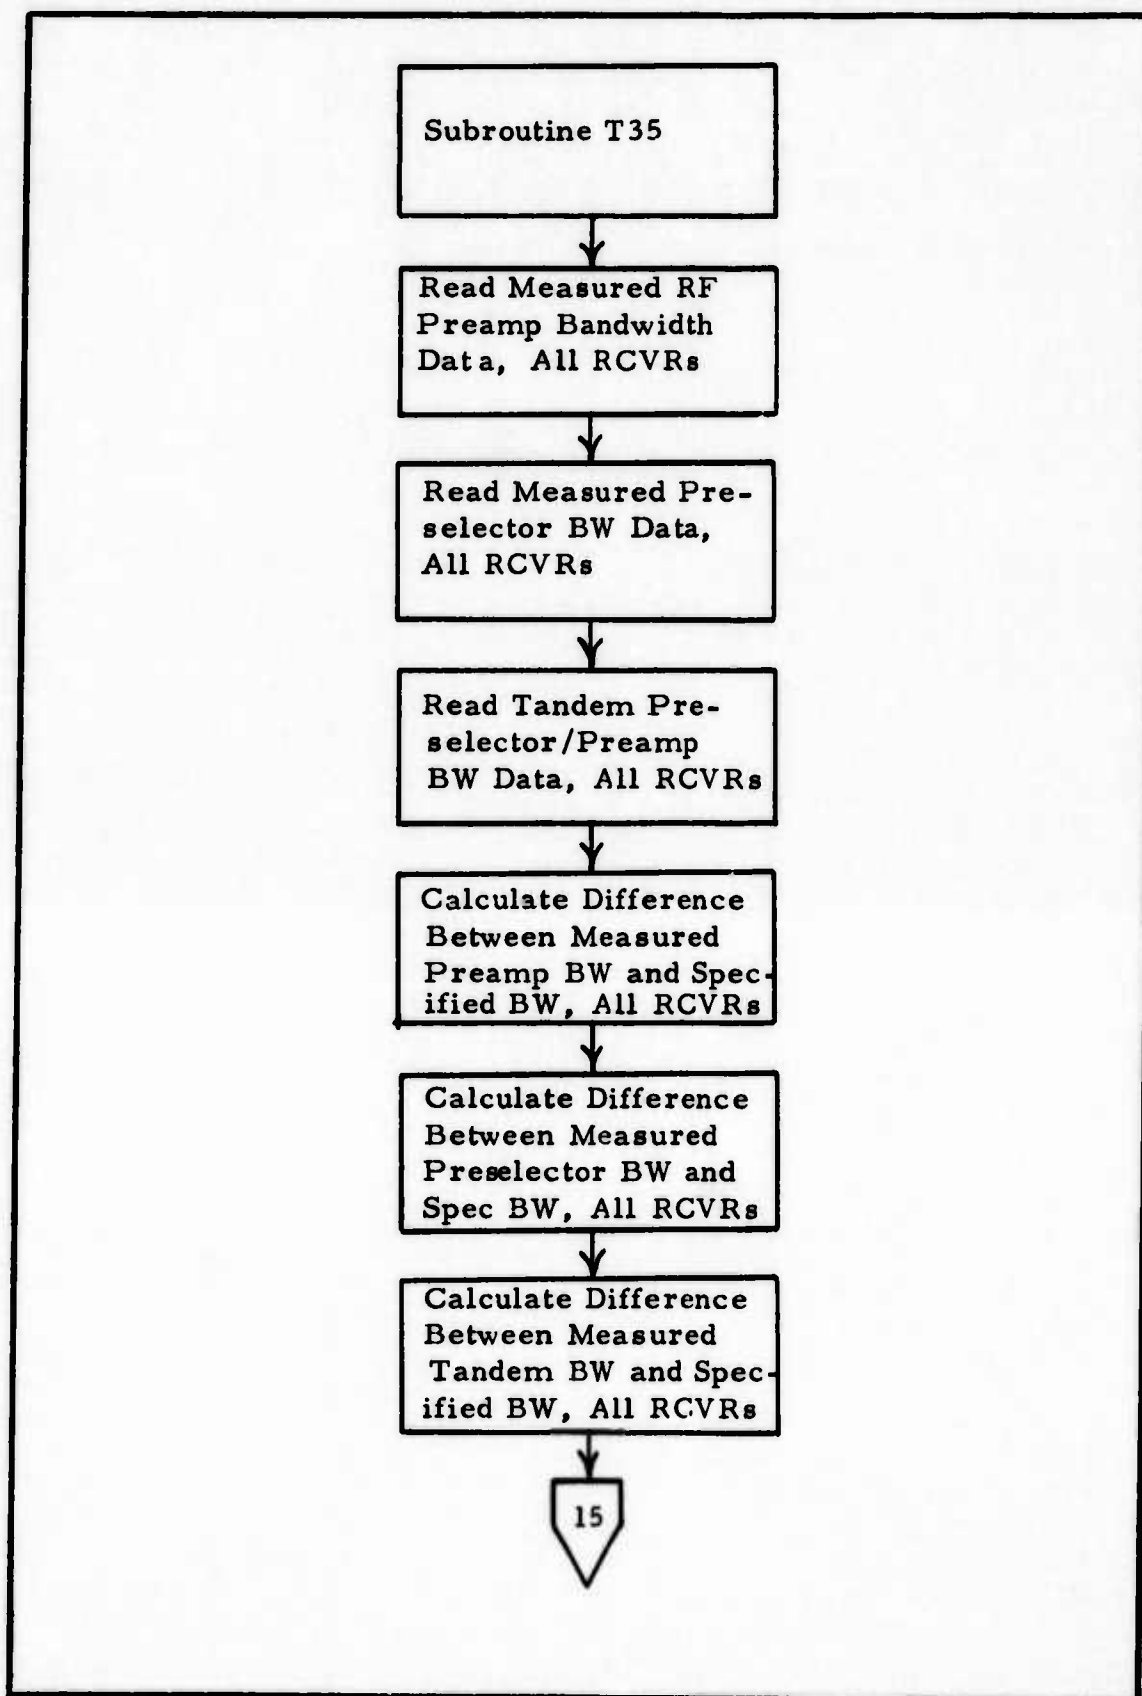 Subroutine T35
Read Measured RF
Preamp Bandwidth
Data, All RCVRs
Read Measured Pre-
selector BW Data,
All RCVRs
Read Tandem Pre-
selector/Preamp
BW Data, All RCVRs
Calculate Difference
Between Measured
Preamp BW and Spec-
ified BW, All RCVRs
Calculate Difference
Between Measured
Preselector BW and
Spec BW, All RCVRs
Calculate Difference
Between Measured
Tandem BW and Spec-
ified BW, All RCVRs
15